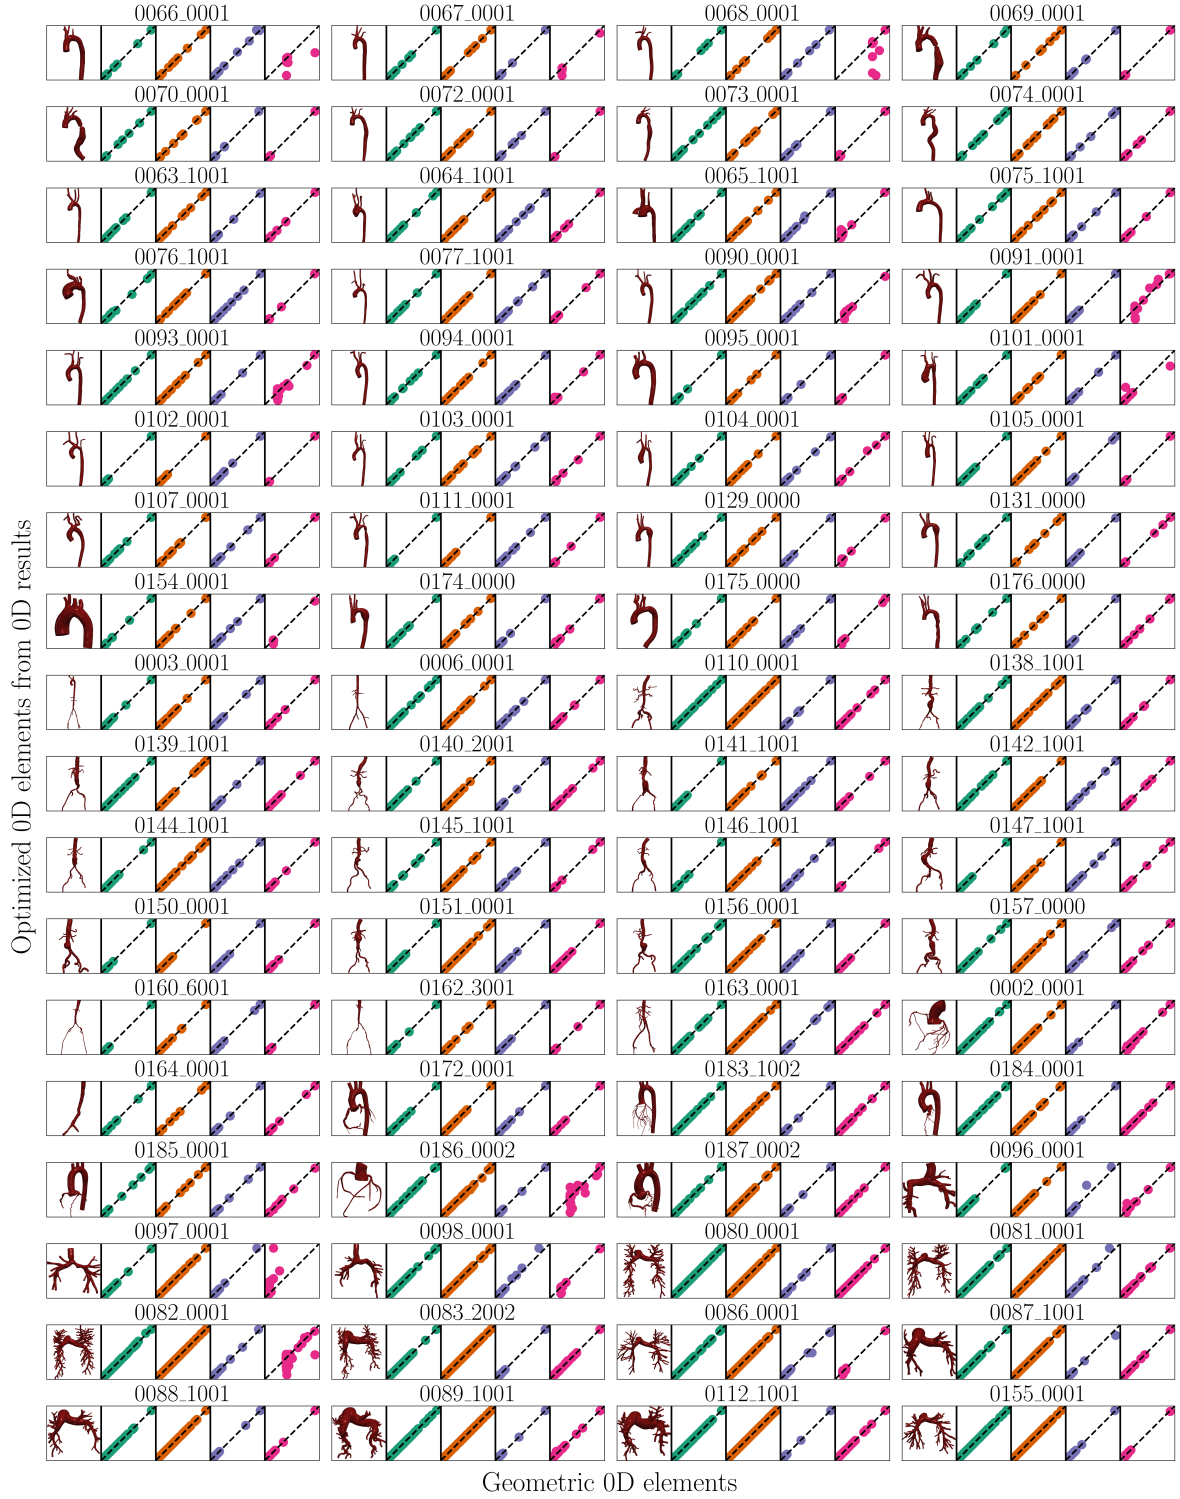 0066_0001 0067_0001 0068_0001 0069_0001
0070_0001 0072_0001 0073_0001 0074_0001
0063_1001 0064_1001 0065_1001 0075_1001
0076_1001 0077_1001 0090_0001 0091_0001
0093_0001 0094_0001 0095_0001 0101_0001
0102_0001 0103_0001 0104_0001 0105_0001
0107_0001 0111_0001 0129_0000 0131_0000
0154_0001 0174_0000 0175_0000 0176_0000
0003_0001 0006_0001 0110_0001 0138_1001
0139_1001 0140_2001 0141_1001 0142_1001
0144_1001 0145_1001 0146_1001 0147_1001
0150_0001 0151_0001 0156_0001 0157_0000
0160_6001 0162_3001 0163_0001 0002_0001
0164_0001 0172_0001 0183_1002 0184_0001
0185_0001 0186_0002 0187_0002 0096_0001
0097_0001 0098_0001 0080_0001 0081_0001
0082_0001 0083_2002 0086_0001 0087_1001
0088_1001 0089_1001 0112_1001 0155_0001
Optimized 0D elements from 0D results
Geometric 0D elements